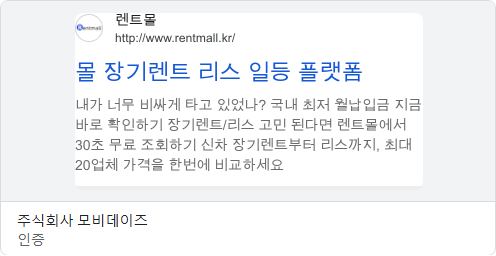 Rentmall
렌트몰
http://www.rentmall.kr/
몰 장기렌트 리스 일등 플랫폼
내가 너무 비싸게 타고 있었나? 국내 최저 월납입금 지금
바로 확인하기 장기렌트/리스 고민 된다면 렌트몰에서
30초 무료 조회하기 신차 장기렌트부터 리스까지, 최대
20업체 가격을 한번에 비교하세요
주식회사 모비데이즈
인증